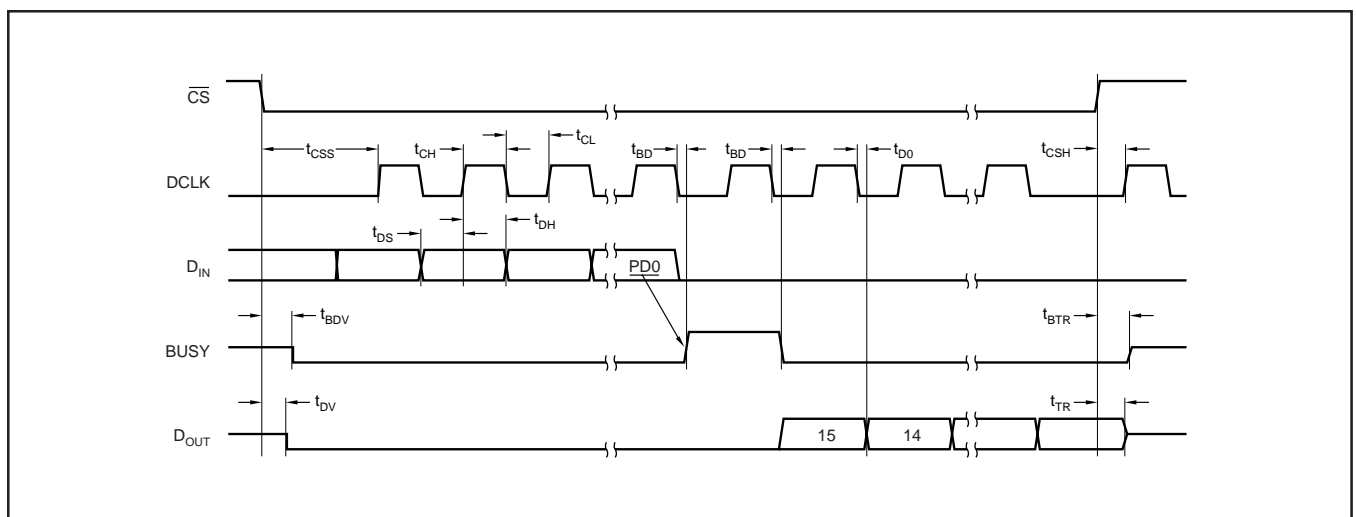 CS
tCSS
tCH
tCL
tBD
tBD
tD0
tCSH
DCLK
tDS
tDH
DIN
PD0
tBDV
tBTR
BUSY
tDV
tTR
DOUT
15
14